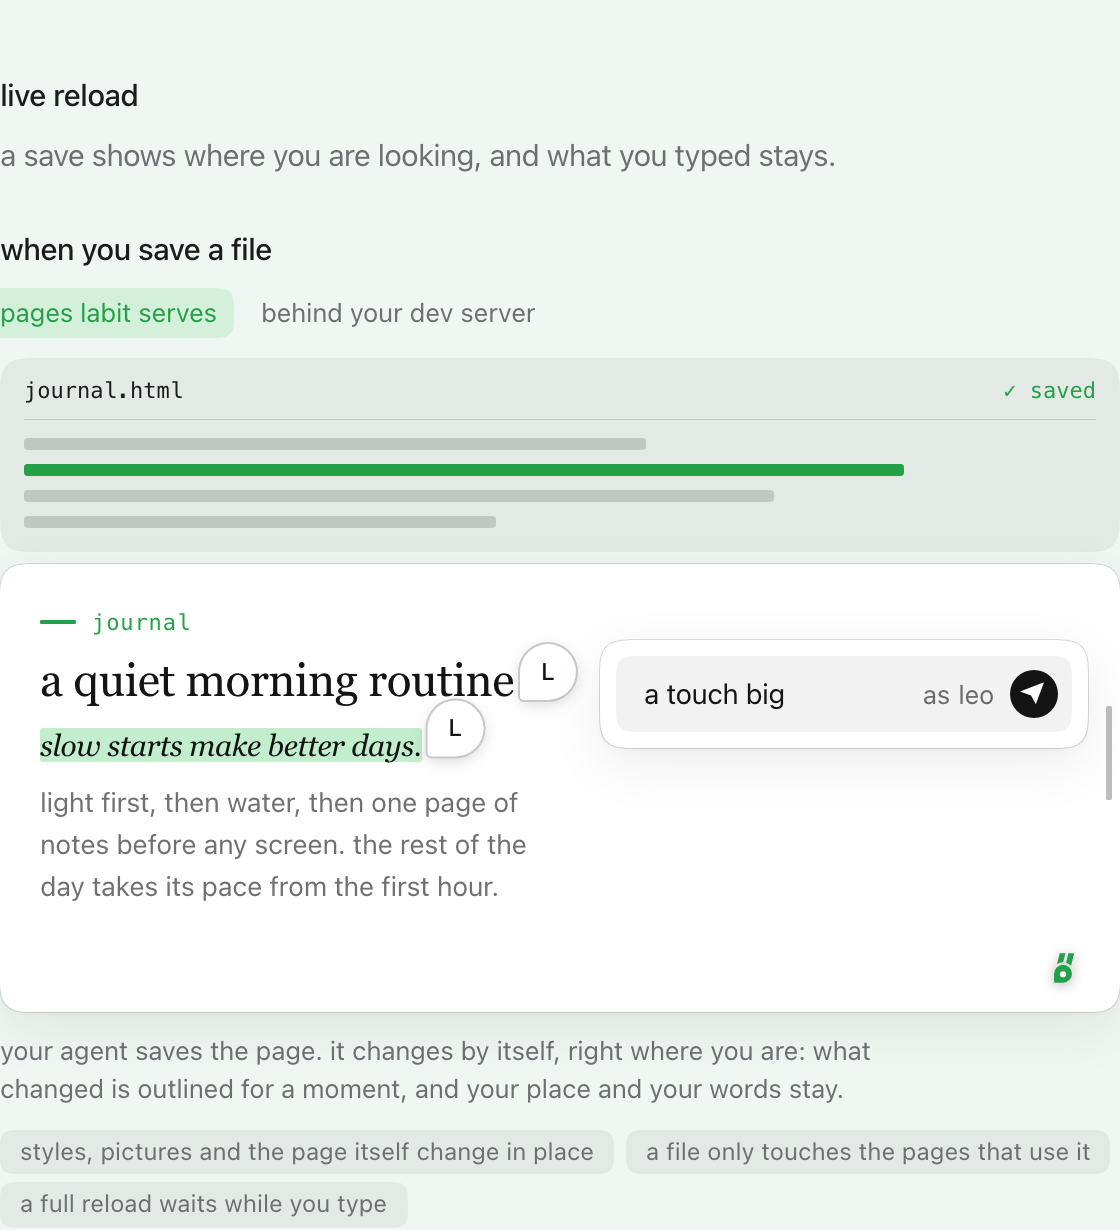 live reload
a save shows where you are looking, and what you typed stays.
when you save a file
pages labit serves
behind your dev server
journal.html
✓ saved
journal
a quiet morning routine
L
a touch big
as leo
slow starts make better days.
L
light first, then water, then one page of
notes before any screen. the rest of the
day takes its pace from the first hour.
your agent saves the page. it changes by itself, right where you are: what
changed is outlined for a moment, and your place and your words stay.
styles, pictures and the page itself change in place
a file only touches the pages that use it
a full reload waits while you type